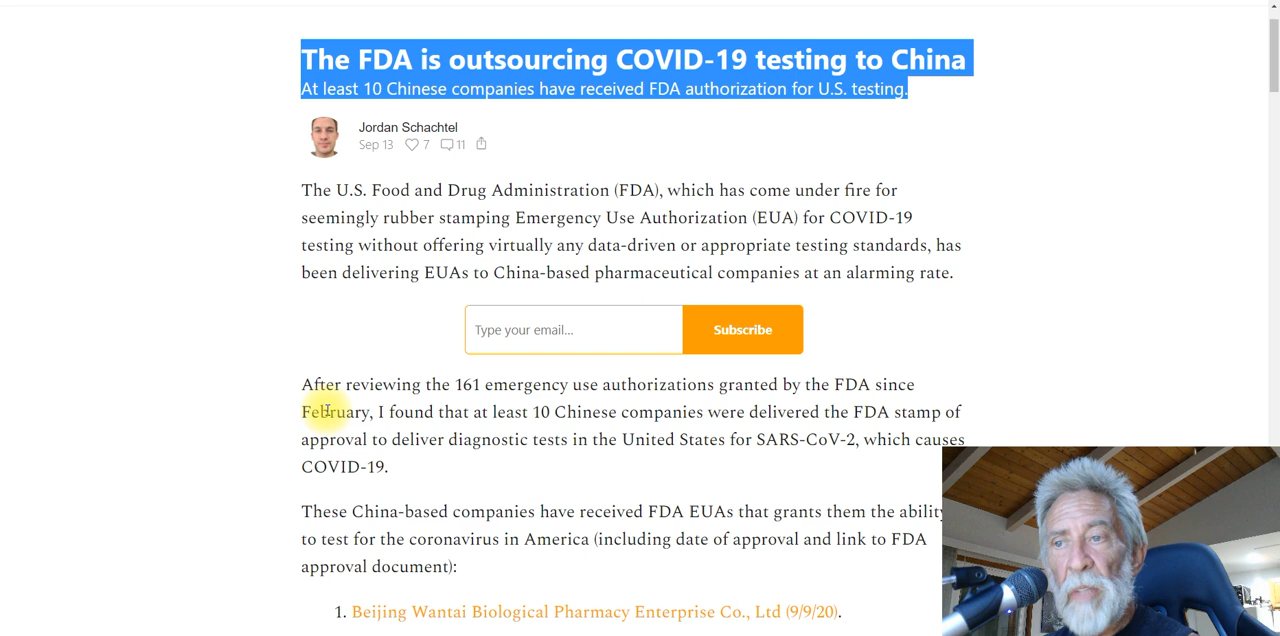 The FDA is outsourcing COVID-19 testing to China
At least 10 Chinese companies have received FDA authorization for U.S. testing.
Jordan Schachtel
Sep 13 7 11
The U.S. Food and Drug Administration (FDA), which has come under fire for
seemingly rubber stamping Emergency Use Authorization (EUA) for COVID-19
testing without offering virtually any data-driven or appropriate testing standards, has
been delivering EUAs to China-based pharmaceutical companies at an alarming rate.
Type your email...
Subscribe
After reviewing the 161 emergency use authorizations granted by the FDA since
February, I found that at least 10 Chinese companies were delivered the FDA stamp of
approval to deliver diagnostic tests in the United States for SARS-CoV-2, which causes
COVID-19.
These China-based companies have received FDA EUAs that grants them the ability
to test for the coronavirus in America (including date of approval and link to FDA
approval document):
1. Beijing Wantai Biological Pharmacy Enterprise Co., Ltd (9/9/20).